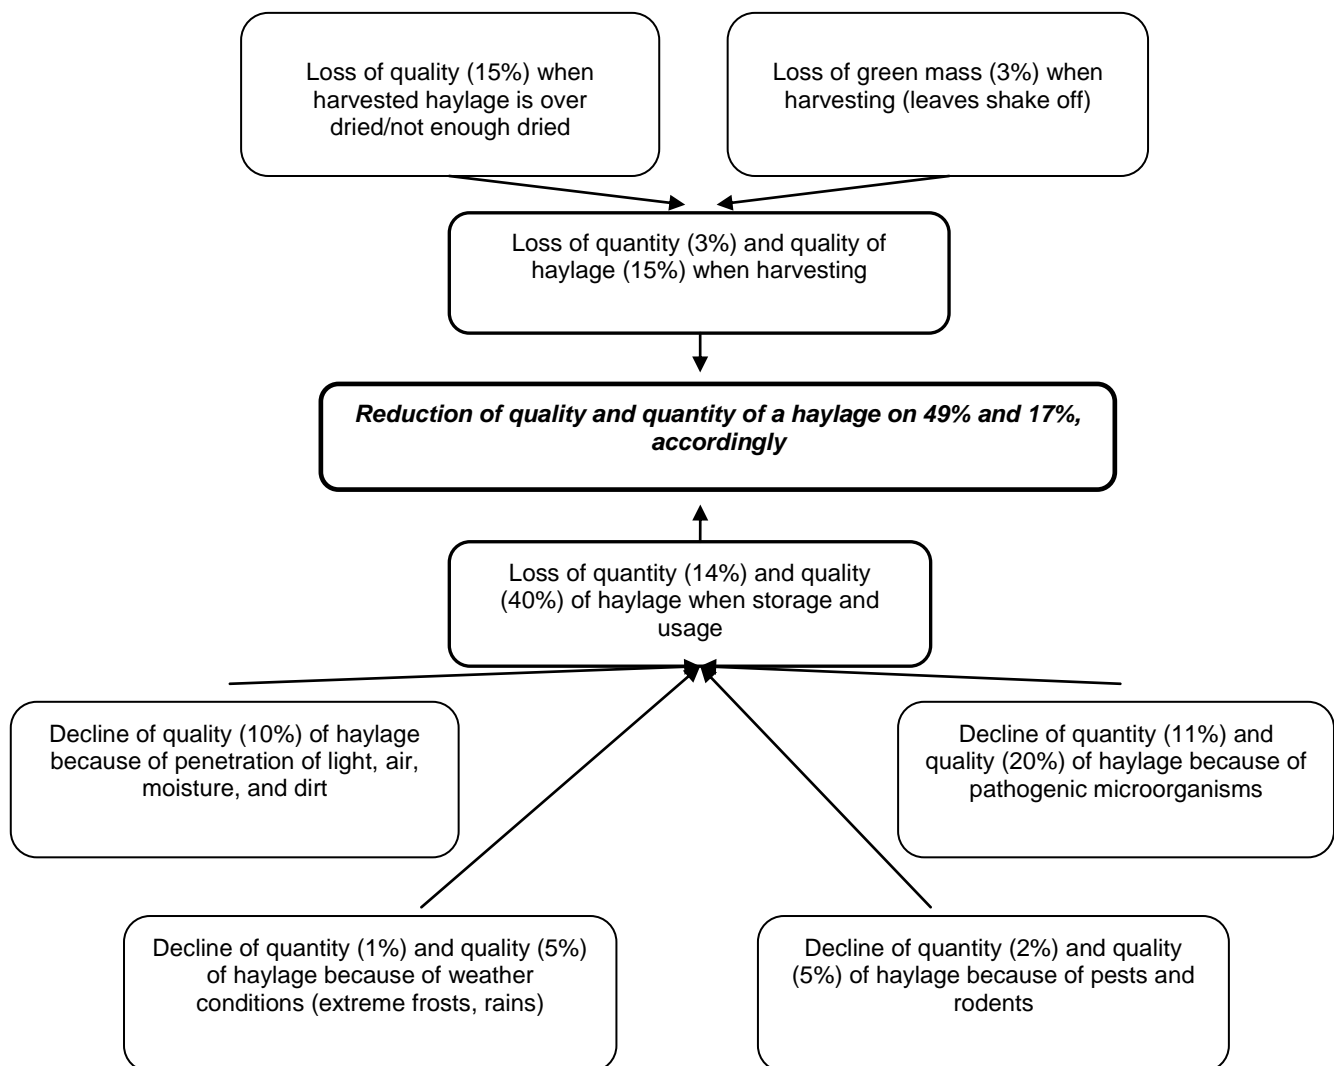 Loss of quality (15%) when
harvested haylage is over
dried/not enough dried
Loss of green mass (3%) when
harvesting (leaves shake off)
Loss of quantity (3%) and quality of
haylage (15%) when harvesting
Reduction of quality and quantity of a haylage on 49% and 17%,
accordingly
Loss of quantity (14%) and quality
(40%) of haylage when storage and
usage
Decline of quality (10%) of haylage
because of penetration of light, air,
moisture, and dirt
Decline of quantity (11%) and
quality (20%) of haylage because of
pathogenic microorganisms
Decline of quantity (1%) and quality (5%)
of haylage because of weather
conditions (extreme frosts, rains)
Decline of quantity (2%) and quality
(5%) of haylage because of pests and
rodents